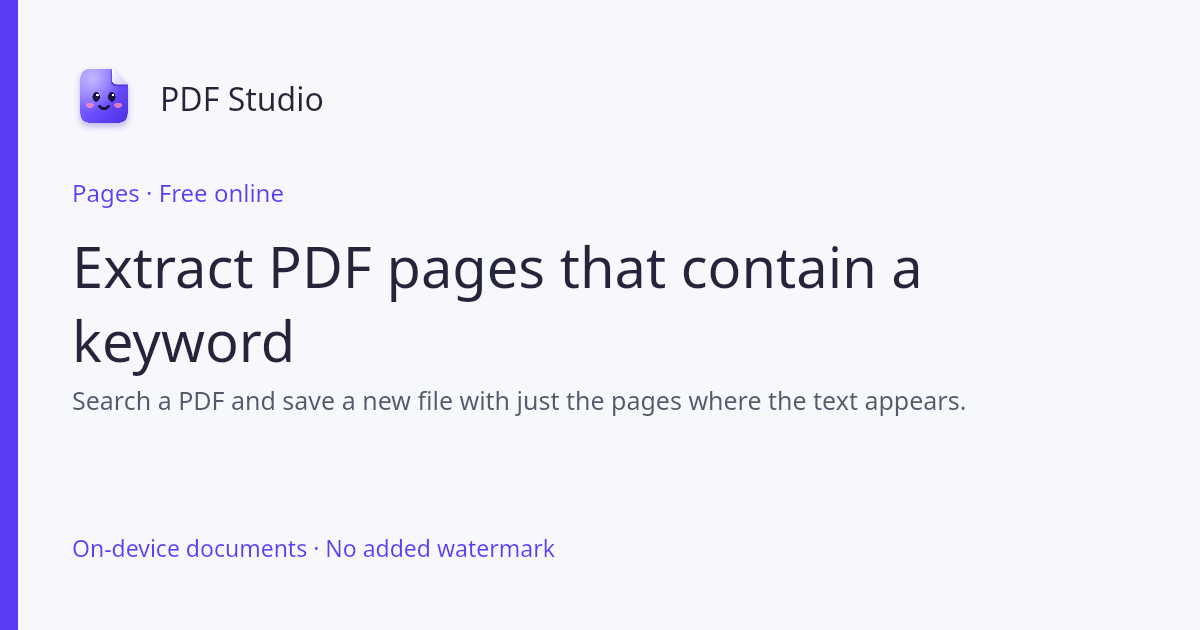 PDF Studio
Pages · Free online
Extract PDF pages that contain a
keyword
Search a PDF and save a new file with just the pages where the text appears.
On-device documents · No added watermark